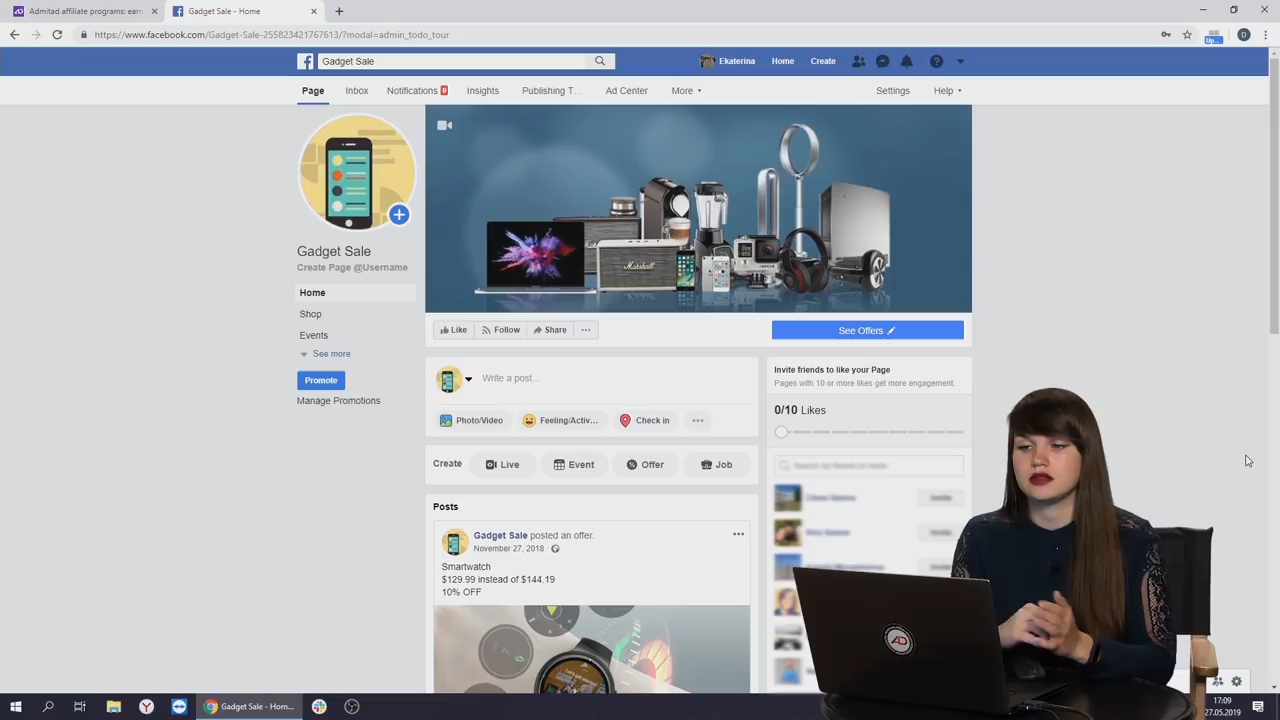 Admitad affiliate programs: earn
Gadget Sale - Home
https://www.facebook.com/Gadget-Sale-255823421767613/?modal=admin_todo_tour
Up...
D
Gadget Sale
Ekaterina
Home
Create
Page
Inbox
Notifications
Insights
Publishing T…
Ad Center
More
Settings
Help
Marshall
Gadget Sale
Create Page @Username
Home
Shop
Events
See more
Promote
Manage Promotions
Like
Follow
Share
See Offers
Write a post...
Photo/Video
Feeling/Activ…
Check in
Create
Live
Event
Offer
Job
Invite friends to like your Page
Pages with 10 or more likes get more engagement.
0/10 Likes
Posts
Gadget Sale posted an offer.
November 27, 2018
Smartwatch
$129.99 instead of $144.19
10% OFF
Gadget Sale - Hom...
17:09
27.05.2019